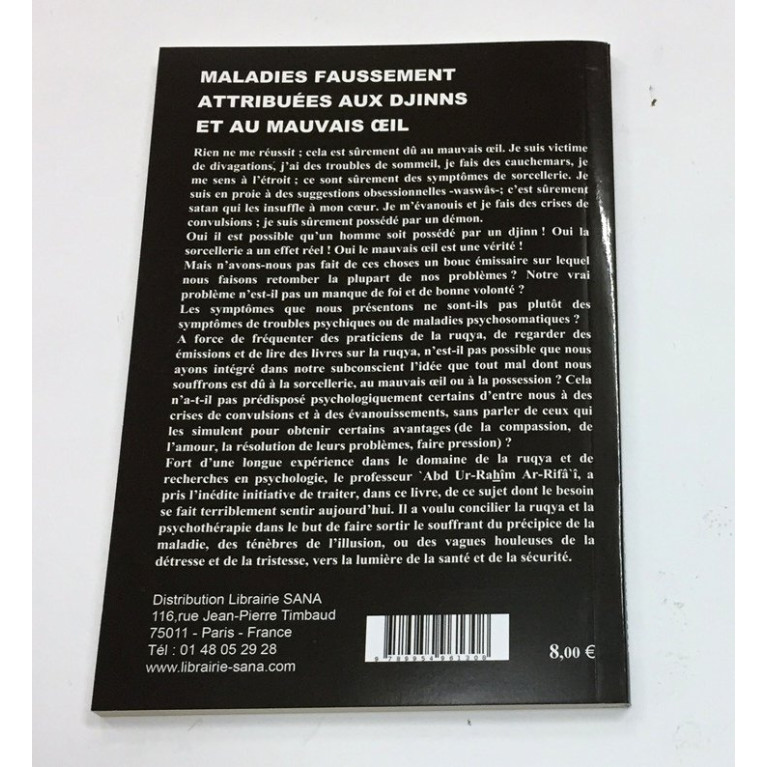 MALADIES FAUSSEMENT
ATTRIBUÉES AUX DJINNS
ET AU MAUVAIS ŒIL
Rien ne me réussit ; cela est sûrement dû au mauvais œil. Je suis victime
de divagations, j'ai des troubles de sommeil, je fais des cauchemars, je
me sens à l'étroit ; ce sont sûrement des symptômes de sorcellerie. Je
suis en proie à des suggestions obsessionnelles -waswâs-; c'est sûrement
satan qui les insuffle à mon cœur. Je m'évanouis et je fais des crises de
convulsions ; je suis sûrement possédé par un démon.
Oui il est possible qu'un homme soit possédé par un djinn ! Oui la
sorcellerie a un effet réel ! Oui le mauvais œil est une vérité !
Mais n'avons-nous pas fait de ces choses un bouc émissaire sur lequel
nous faisons retomber la plupart de nos problèmes ? Notre vrai
problème n'est-il pas un manque de foi et de bonne volonté ?
Les symptômes que nous présentons ne sont-ils pas plutôt des
symptômes de troubles psychiques ou de maladies psychosomatiques ?
A force de fréquenter des praticiens de la ruqya, de regarder des
émissions et de lire des livres sur la ruqya, n'est-il pas possible que nous
ayons intégré dans notre subconscient l'idée que tout mal dont nous
souffrons est dû à la sorcellerie, au mauvais œil ou à la possession ? Cela
n'a-t-il pas prédisposé psychologiquement certains d'entre nous à des
crises de convulsions et à des évanouissements, sans parler de ceux qui
les simulent pour obtenir certains avantages (de la compassion, de
l'amour, la résolution de leurs problèmes, faire pression) ?
Fort d'une longue expérience dans le domaine de la ruqya et de
recherches en psychologie, le professeur `Abd Ur-Rahîm Ar-Rifâ`î, a
pris l'inédite initiative de traiter, dans ce livre, de ce sujet dont le besoin
se fait terriblement sentir aujourd'hui. Il a voulu concilier la ruqya et la
psychothérapie dans le but de faire sortir le souffrant du précipice de la
maladie, des ténèbres de l'illusion, ou des vagues houleuses de la
détresse et de la tristesse, vers la lumière de la santé et de la sécurité.
Distribution Librairie SANA
116,rue Jean-Pierre Timbaud
75011 - Paris - France
Tél : 01 48 05 29 28
www.librairie-sana.com
8,00 €